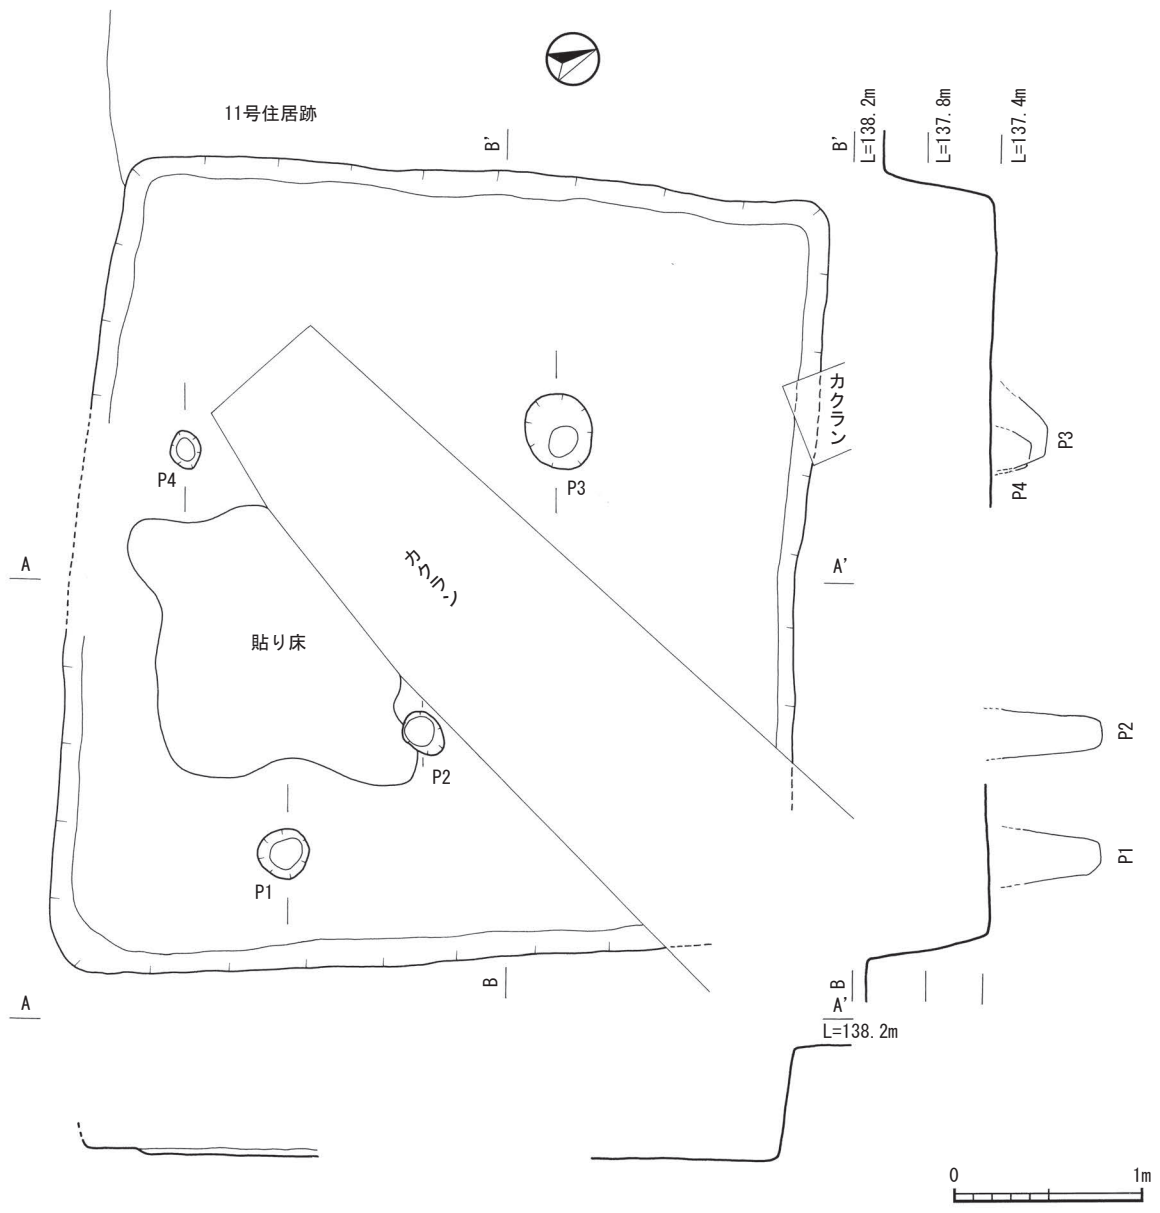 11号住居跡
B'
B'
L=138.2m
L=137.8m
L=137.4m
カクラン
P3
P4
P4
P3
A
A'
カクラン
貼り床
P2
P2
P1
P1
B
B
A
A'
L=138.2m
0
1m